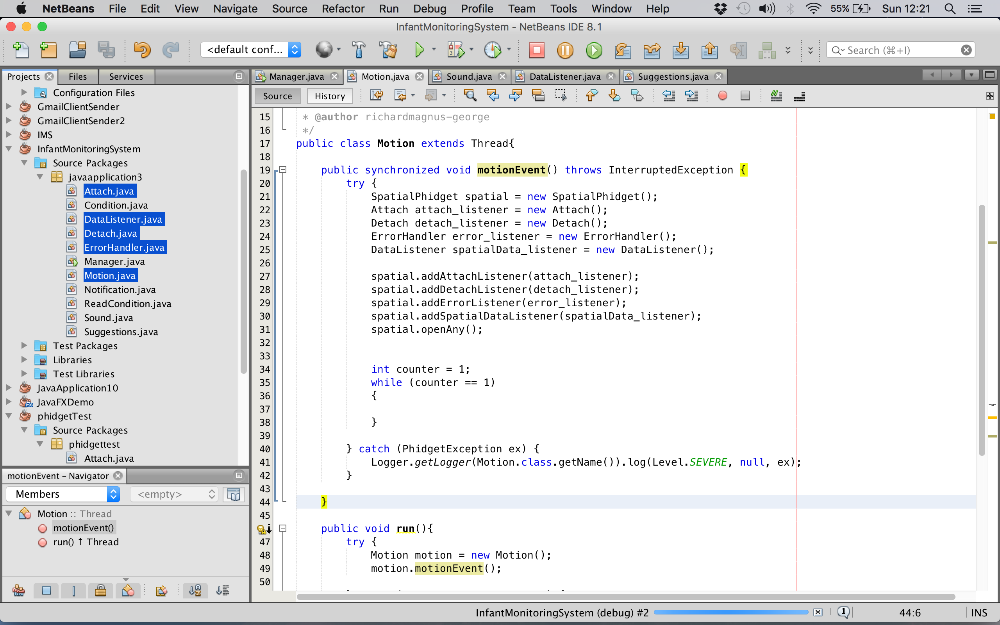 NetBeans File Edit View Navigate Source Refactor Run Debug Profile Team Tools Window Help 55% Sun 12:21
InfantMonitoringSystem - NetBeans IDE 8.1
<default conf... Search (⌘+I)
Projects Files Services
Manager.java Motion.java Sound.java DataListener.java Suggestions.java
Source History
Configuration Files
GmailClientSender
GmailClientSender2
IMS
InfantMonitoringSystem
Source Packages
javaapplication3
Attach.java
Condition.java
DataListener.java
Detach.java
ErrorHandler.java
Manager.java
Motion.java
Notification.java
ReadCondition.java
Sound.java
Suggestions.java
Test Packages
Libraries
Test Libraries
JavaApplication10
JavaFXDemo
phidgetTest
Source Packages
phidgettest
Attach.java
motionEvent – Navigator
Members <empty>
Motion :: Thread
motionEvent()
run() ↑ Thread
15 * @author richardmagnus-george
16 */
17 public class Motion extends Thread{
18
19 public synchronized void motionEvent() throws InterruptedException {
20 try {
21 SpatialPhidget spatial = new SpatialPhidget();
22 Attach attach_listener = new Attach();
23 Detach detach_listener = new Detach();
24 ErrorHandler error_listener = new ErrorHandler();
25 DataListener spatialData_listener = new DataListener();
26
27 spatial.addAttachListener(attach_listener);
28 spatial.addDetachListener(detach_listener);
29 spatial.addErrorListener(error_listener);
30 spatial.addSpatialDataListener(spatialData_listener);
31 spatial.openAny();
32
33
34 int counter = 1;
35 while (counter == 1)
36 {
37
38 }
39
40 } catch (PhidgetException ex) {
41 Logger.getLogger(Motion.class.getName()).log(Level.SEVERE, null, ex);
42 }
43
44 }
45
public void run(){
47 try {
48 Motion motion = new Motion();
49 motion.motionEvent();
50
InfantMonitoringSystem (debug) #2 1 44:6 INS